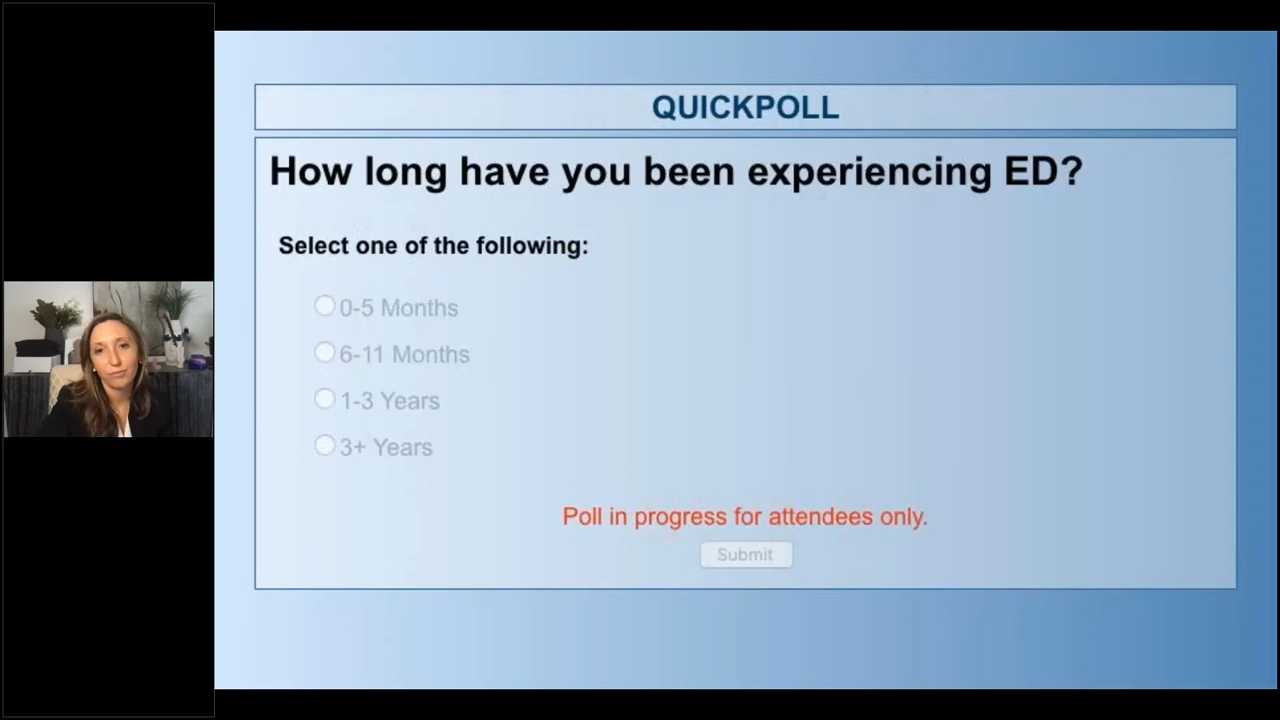 QUICKPOLL
How long have you been experiencing ED?
Select one of the following:
0-5 Months
6-11 Months
1-3 Years
3+ Years
Poll in progress for attendees only.
Submit